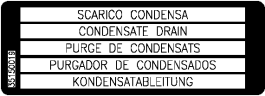 SCARICO CONDENSA
CONDENSATE DRAIN
PURGE DE CONDENSATS
PURGADOR DE CONDENSADOS
KONDENSATABLEITUNG